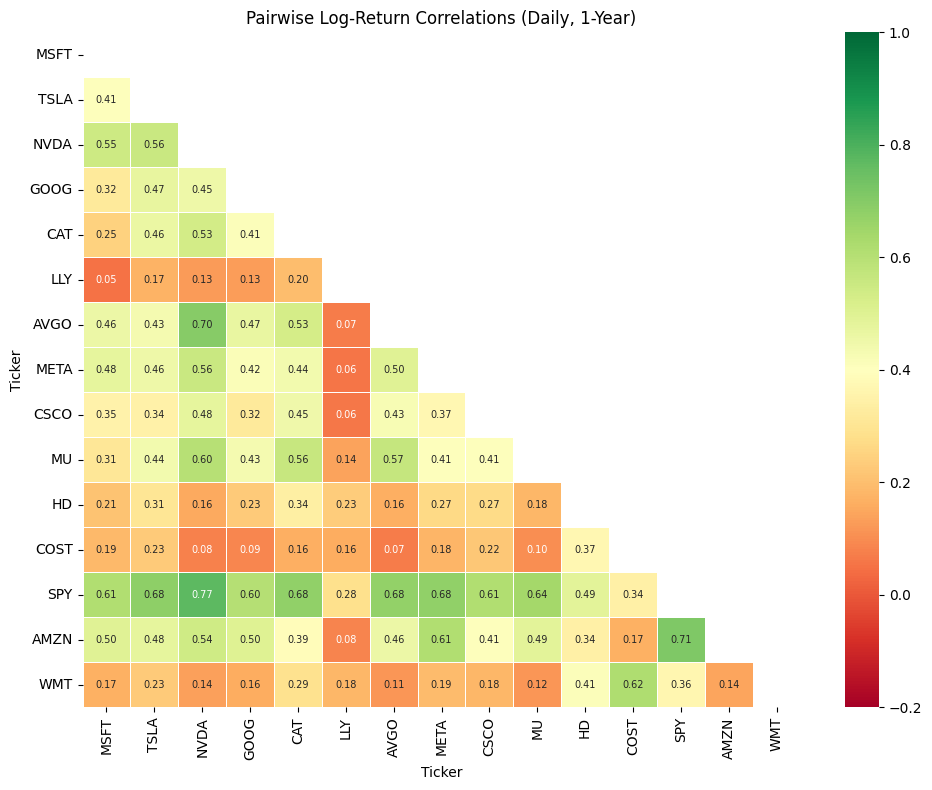 Pairwise Log-Return Correlations (Daily, 1-Year)
MSFT
TSLA 0.41
NVDA 0.55 0.56
GOOG 0.32 0.47 0.45
CAT 0.25 0.46 0.53 0.41
LLY 0.05 0.17 0.13 0.13 0.20
AVGO 0.46 0.43 0.70 0.47 0.53 0.07
META 0.48 0.46 0.56 0.42 0.44 0.06 0.50
CSCO 0.35 0.34 0.48 0.32 0.45 0.06 0.43 0.37
MU 0.31 0.44 0.60 0.43 0.56 0.14 0.57 0.41 0.41
HD 0.21 0.31 0.16 0.23 0.34 0.23 0.16 0.27 0.27 0.18
COST 0.19 0.23 0.08 0.09 0.16 0.16 0.07 0.18 0.22 0.10 0.37
SPY 0.61 0.68 0.77 0.60 0.68 0.28 0.68 0.68 0.61 0.64 0.49 0.34
AMZN 0.50 0.48 0.54 0.50 0.39 0.08 0.46 0.61 0.41 0.49 0.34 0.17 0.71
WMT 0.17 0.23 0.14 0.16 0.29 0.18 0.11 0.19 0.18 0.12 0.41 0.62 0.36 0.14
MSFT TSLA NVDA GOOG CAT LLY AVGO META CSCO MU HD COST SPY AMZN WMT
Ticker
Ticker
1.0
0.8
0.6
0.4
0.2
0.0
−0.2